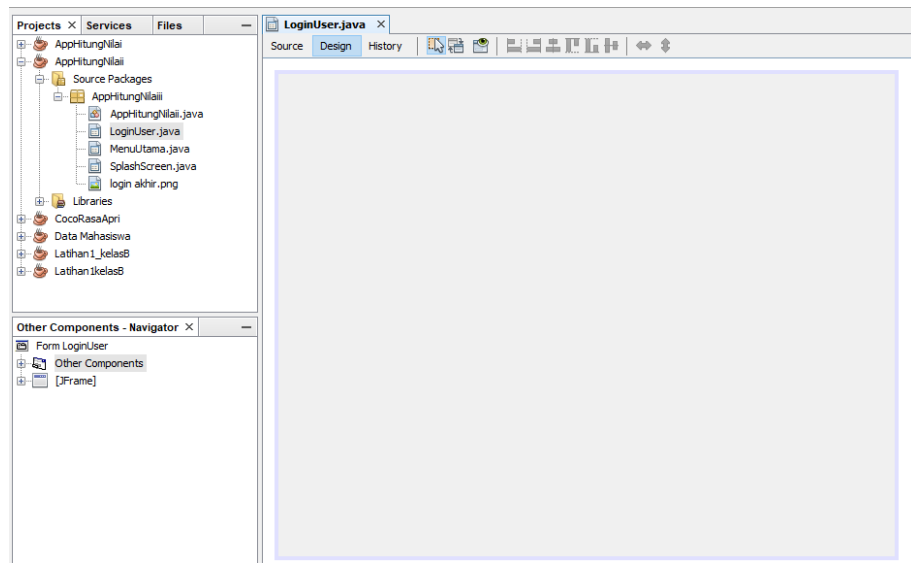 Projects Services Files
AppHitungNilai
AppHitungNilaii
Source Packages
AppHitungNilaiii
AppHitungNilaii.java
LoginUser.java
MenuUtama.java
SplashScreen.java
login akhir.png
Libraries
CocoRasaApri
Data Mahasiswa
Latihan1_kelasB
Latihan1kelasB
Other Components - Navigator
Form LoginUser
Other Components
[JFrame]
LoginUser.java
Source Design History